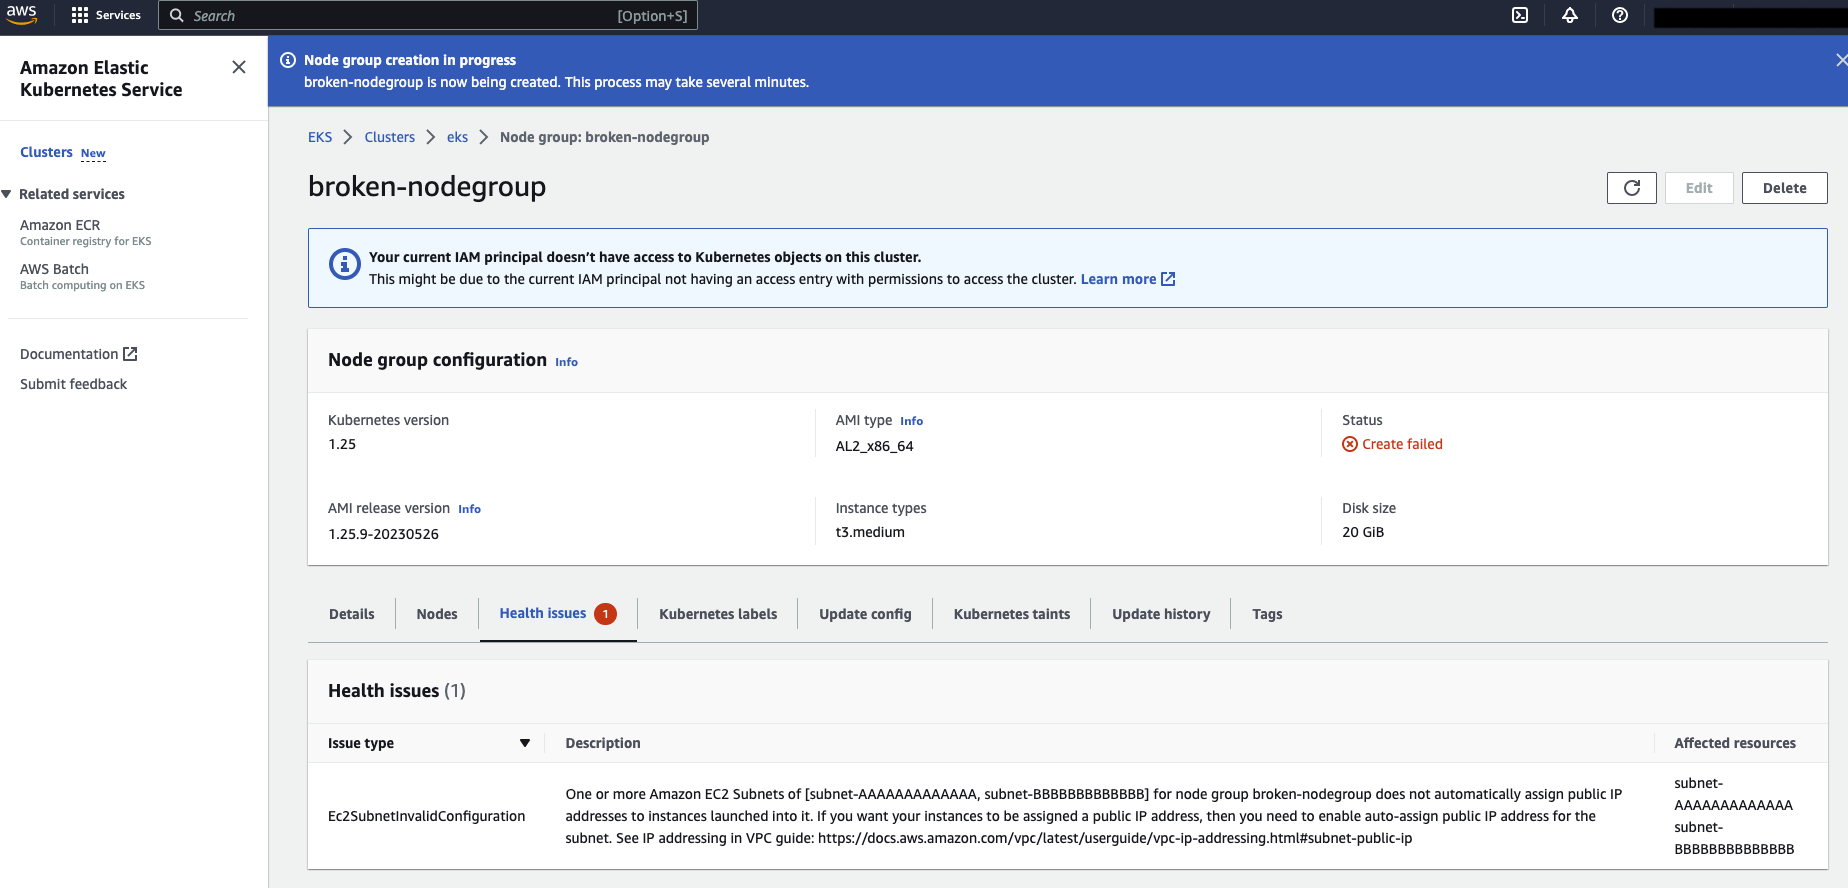 aws
Services
Search
[Option+S]
Amazon Elastic
Kubernetes Service
Clusters New
Related services
Amazon ECR
Container registry for EKS
AWS Batch
Batch computing on EKS
Documentation
Submit feedback
Node group creation in progress
broken-nodegroup is now being created. This process may take several minutes.
EKS
Clusters
eks
Node group: broken-nodegroup
broken-nodegroup
Edit
Delete
Your current IAM principal doesn’t have access to Kubernetes objects on this cluster.
This might be due to the current IAM principal not having an access entry with permissions to access the cluster. Learn more
Node group configuration Info
Kubernetes version
1.25
AMI type Info
AL2_x86_64
Status
Create failed
AMI release version Info
1.25.9-20230526
Instance types
t3.medium
Disk size
20 GiB
Details
Nodes
Health issues 1
Kubernetes labels
Update config
Kubernetes taints
Update history
Tags
Health issues (1)
Issue type
Description
Affected resources
Ec2SubnetInvalidConfiguration
One or more Amazon EC2 Subnets of [subnet-AAAAAAAAAAAAA, subnet-BBBBBBBBBBBBB] for node group broken-nodegroup does not automatically assign public IP
addresses to instances launched into it. If you want your instances to be assigned a public IP address, then you need to enable auto-assign public IP address for the
subnet. See IP addressing in VPC guide: https://docs.aws.amazon.com/vpc/latest/userguide/vpc-ip-addressing.html#subnet-public-ip
subnet-
AAAAAAAAAAAAA
subnet-
BBBBBBBBBBBBBB